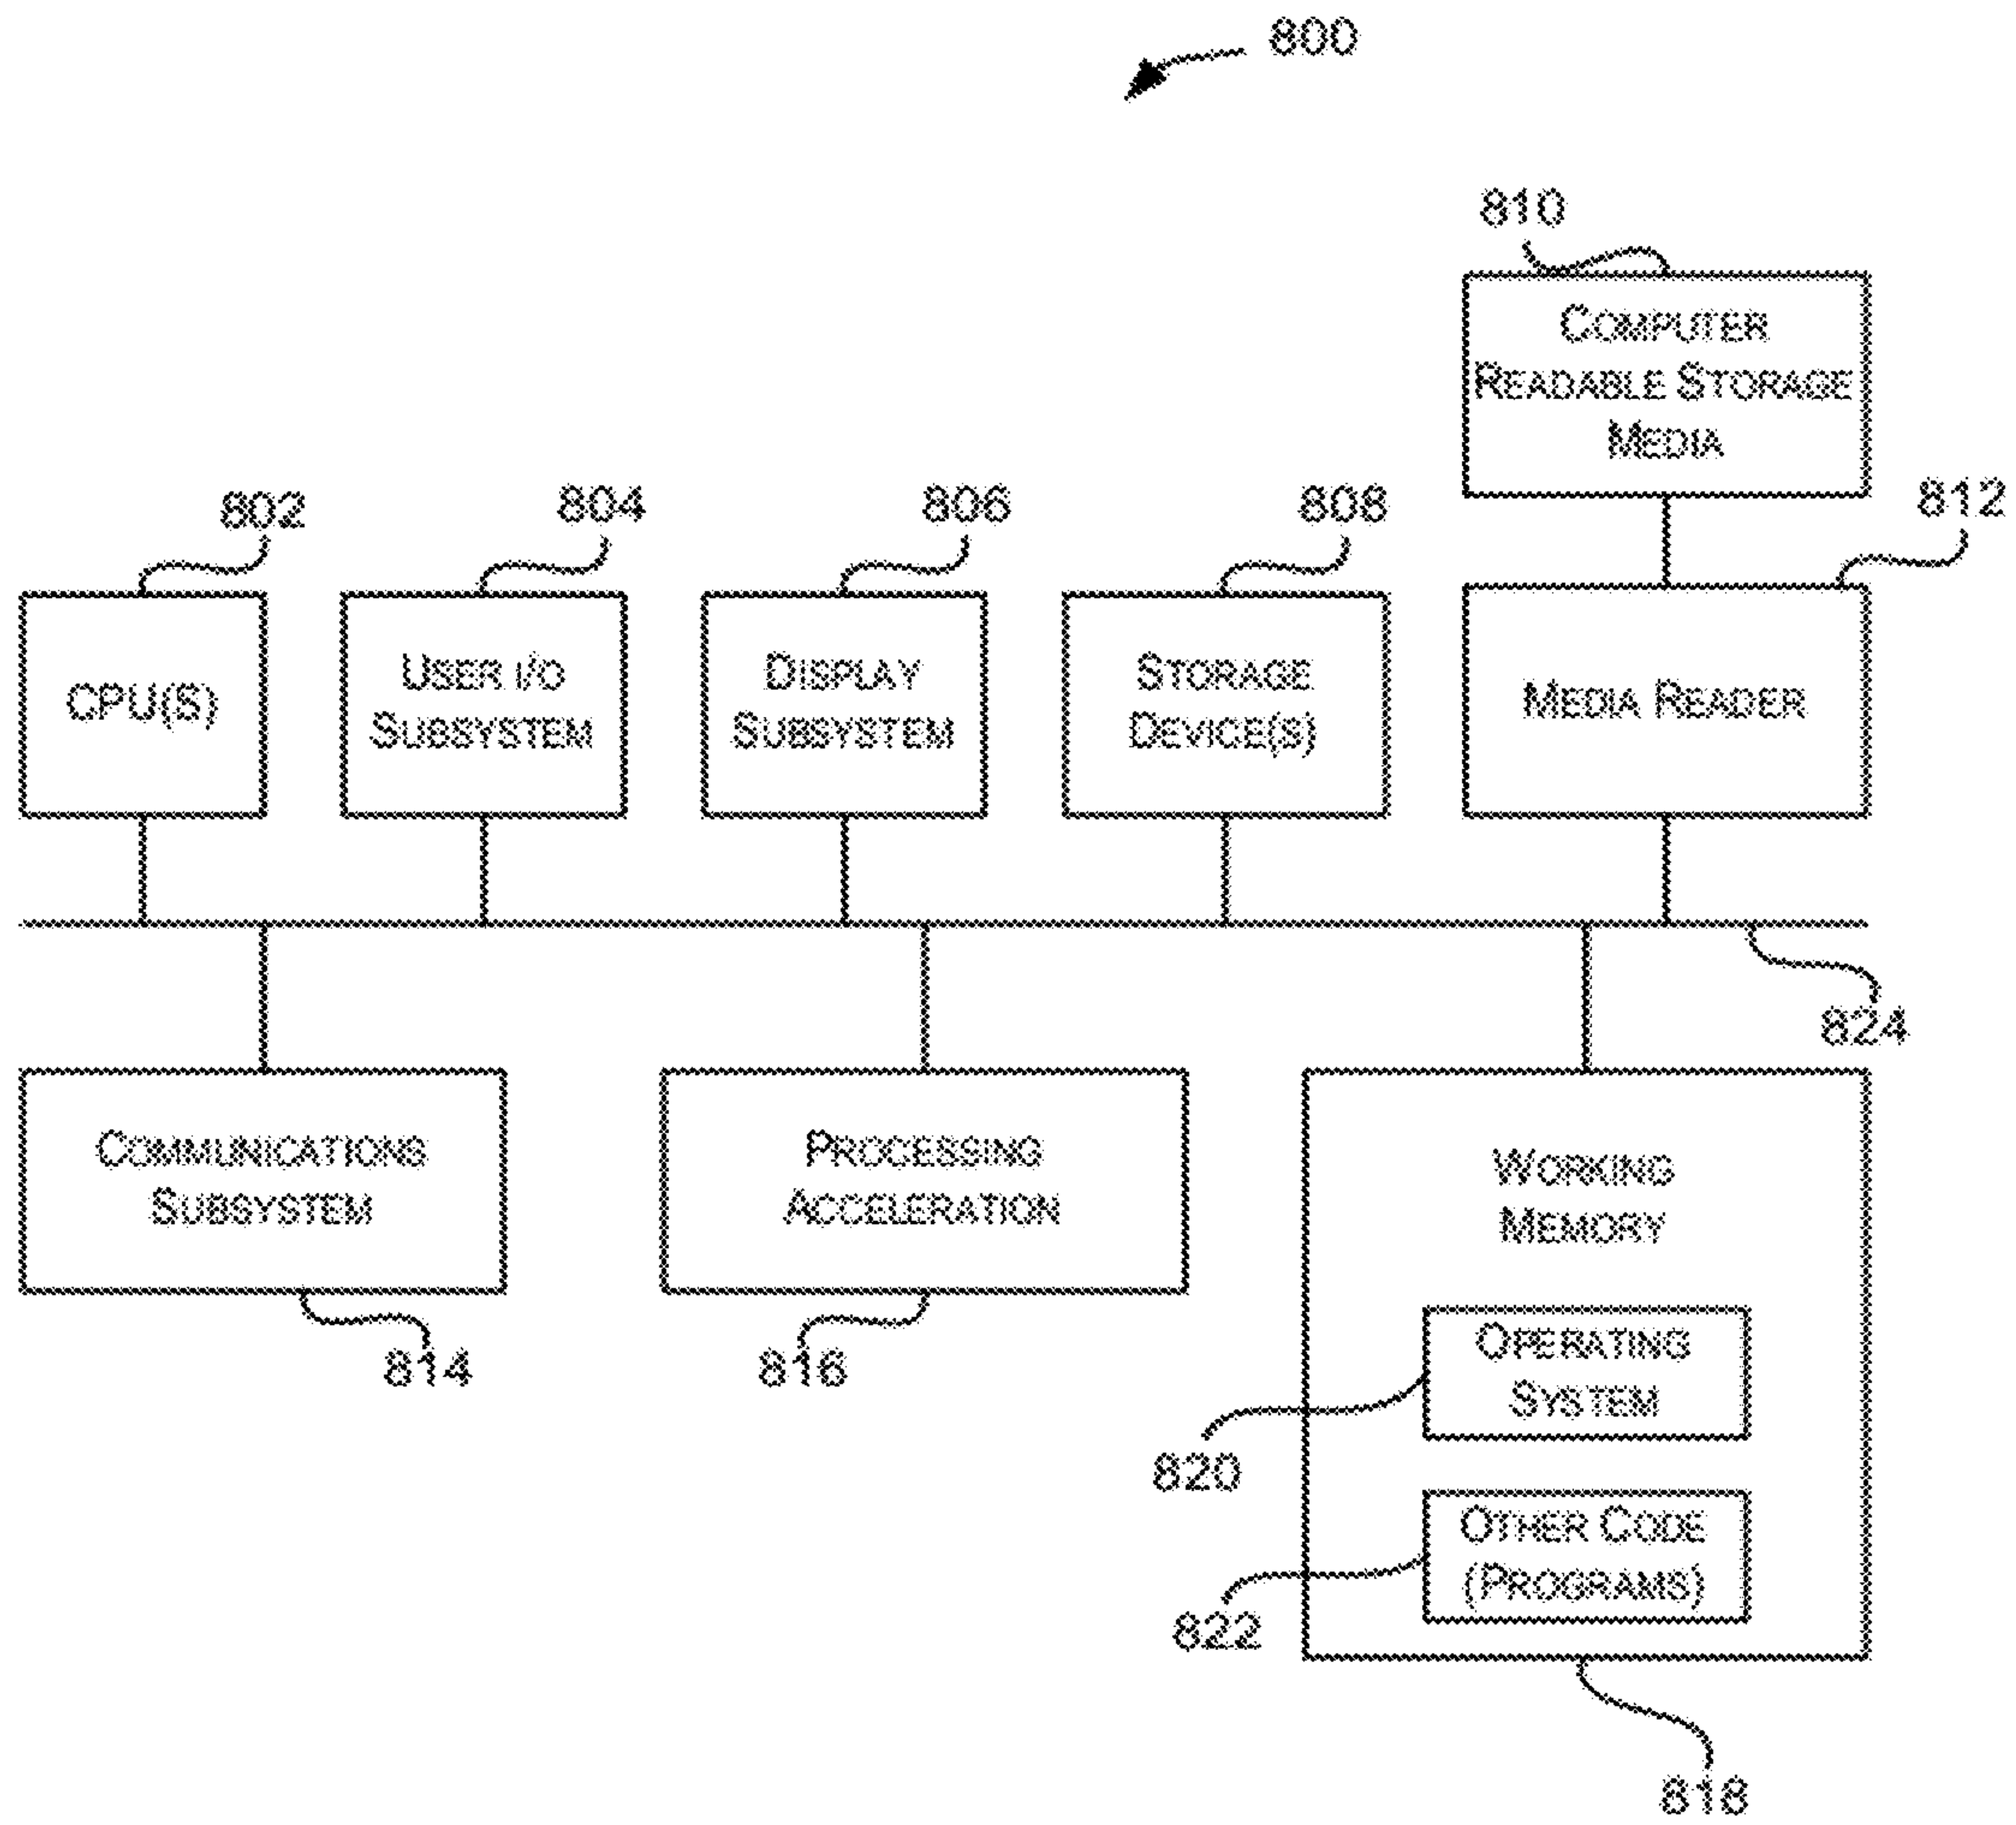 800
810
COMPUTER
READABLE STORAGE
MEDIA
802
804
806
808
812
CPU(S)
USER I/O
SUBSYSTEM
DISPLAY
SUBSYSTEM
STORAGE
DEVICE(S)
MEDIA READER
824
COMMUNICATIONS
SUBSYSTEM
PROCESSING
ACCELERATION
WORKING
MEMORY
814
816
OPERATING
SYSTEM
820
OTHER CODE
(PROGRAMS)
822
818